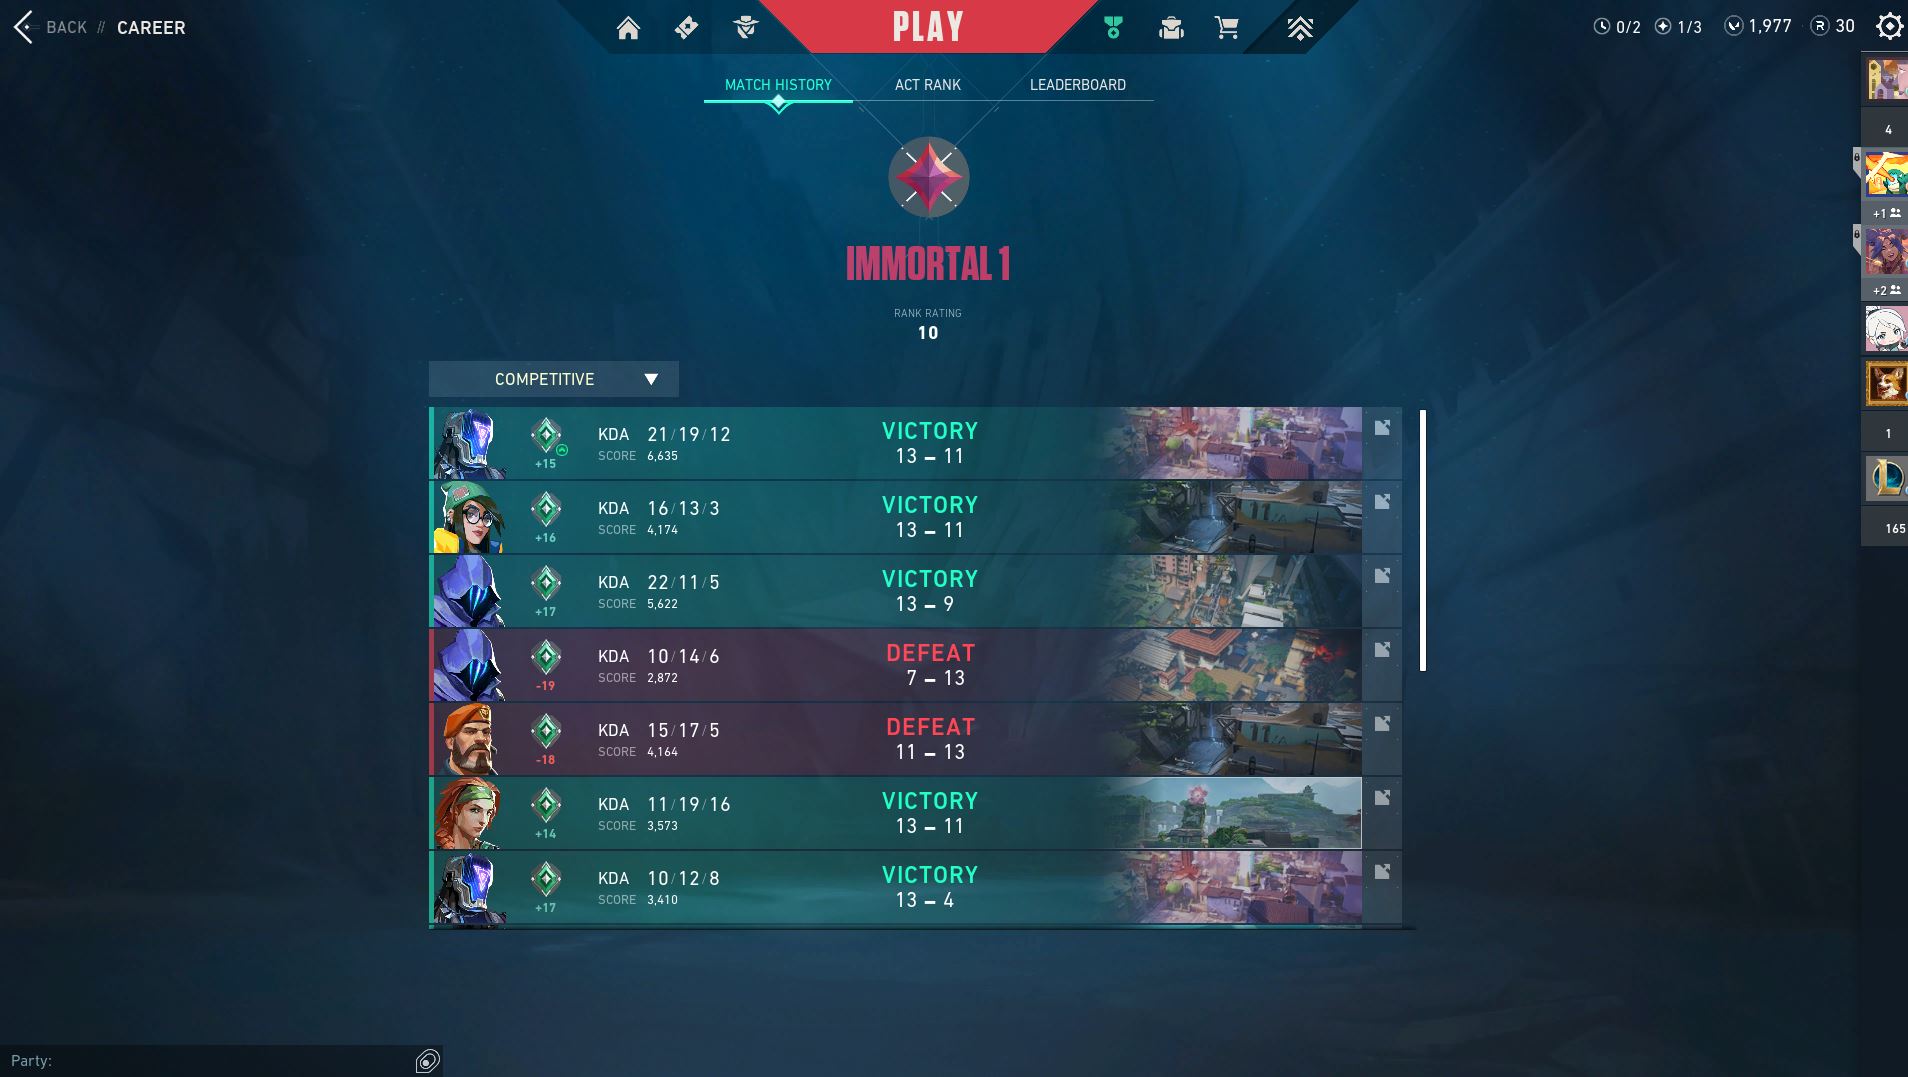 BACK // CAREER
PLAY
0/2 1/3 1,977 R 30
MATCH HISTORY ACT RANK LEADERBOARD
IMMORTAL 1
RANK RATING
10
COMPETITIVE
+15 KDA 21/19/12 SCORE 6,635 VICTORY 13 – 11
+16 KDA 16/13/3 SCORE 4,174 VICTORY 13 – 11
+17 KDA 22/11/5 SCORE 5,622 VICTORY 13 – 9
-19 KDA 10/14/6 SCORE 2,872 DEFEAT 7 – 13
-18 KDA 15/17/5 SCORE 4,164 DEFEAT 11 – 13
+14 KDA 11/19/16 SCORE 3,573 VICTORY 13 – 11
+17 KDA 10/12/8 SCORE 3,410 VICTORY 13 – 4
4
+1
+2
1
165
Party: